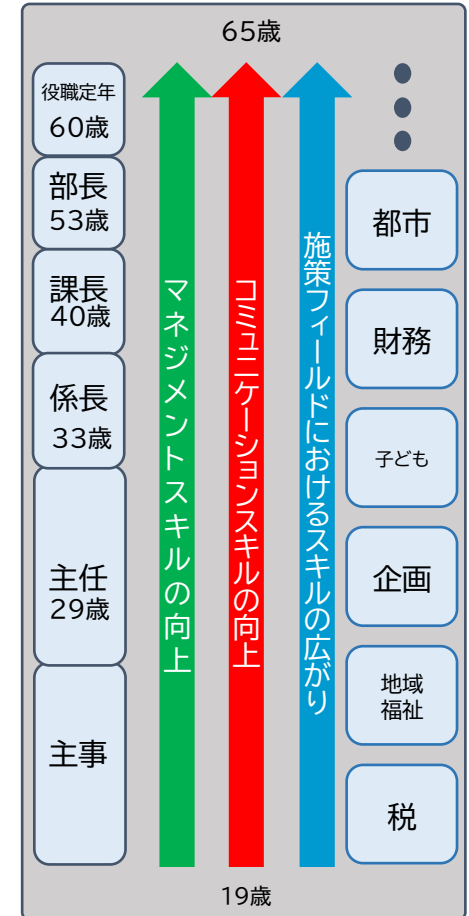 65歳
役職定年
60歳
部長
53歳
課長
40歳
係長
33歳
主任
29歳
主事
マネジメントスキルの向上
コミュニケーションスキルの向上
施策フィールドにおけるスキルの広がり
都市
財務
子ども
企画
地域
福祉
税
19歳